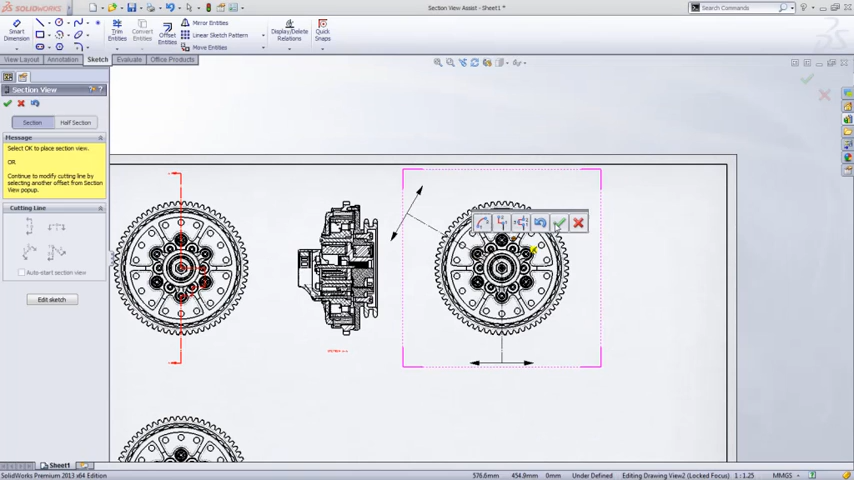 SOLIDWORKS
Section View Assist - Sheet1 *
Search Commands
Smart Dimension
Trim Entities
Convert Entities
Offset Entities
Mirror Entities
Linear Sketch Pattern
Move Entities
Display/Delete Relations
Quick Snaps
View Layout
Annotation
Sketch
Evaluate
Office Products
Section View
Section
Half Section
Message
Select OK to place section view.
OR
Continue to modify cutting line by
selecting another offset from Section
View popup.
Cutting Line
Auto-start section view
Edit sketch
Sheet1
SolidWorks Premium 2013 x64 Edition
576.6mm
454.9mm
0mm
Under Defined
Editing Drawing View2 (Locked Focus)
1 : 1.25
MMGS